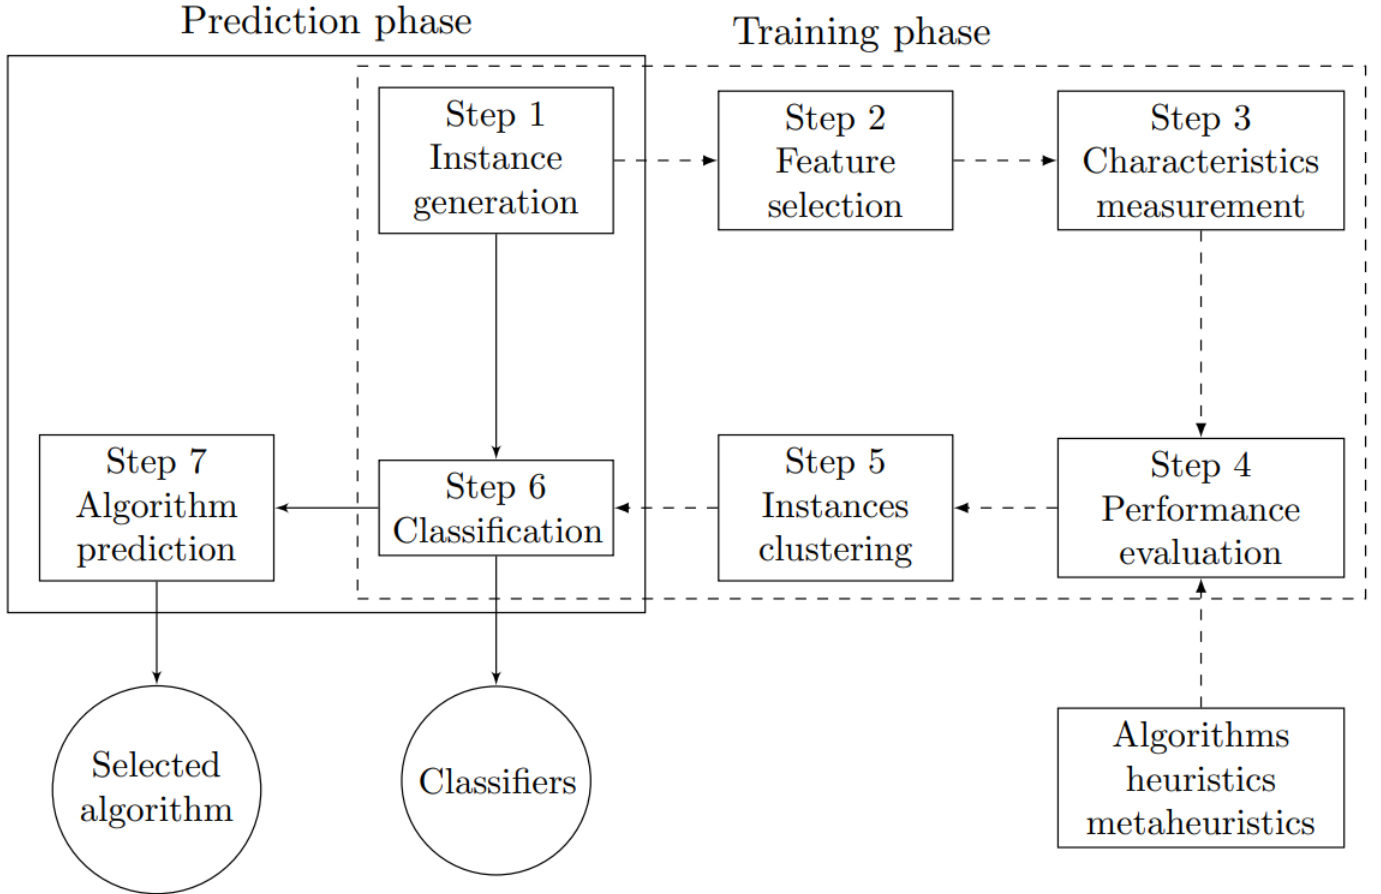 Prediction phase
Training phase
Step 1
Instance
generation
Step 2
Feature
selection
Step 3
Characteristics
measurement
Step 7
Algorithm
prediction
Step 6
Classification
Step 5
Instances
clustering
Step 4
Performance
evaluation
Selected
algorithm
Classifiers
Algorithms
heuristics
metaheuristics